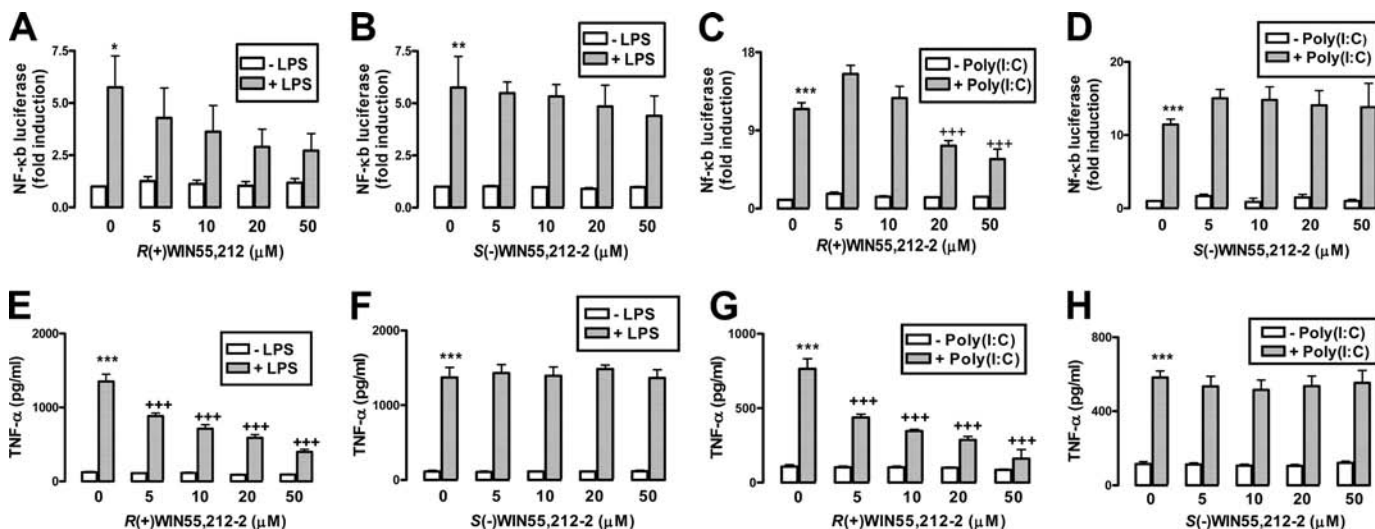 A
NF-κb luciferase
(fold induction)
7.5
5.0
2.5
0.0
*
- LPS
+ LPS
0 5 10 20 50
R(+)WIN55,212 (μM)
B
NF-κb luciferase
(fold induction)
7.5
5.0
2.5
0.0
**
- LPS
+ LPS
0 5 10 20 50
S(-)WIN55,212-2 (μM)
C
Nf-κb luciferase
(fold induction)
18
9
0
***
+++
+++
- Poly(I:C)
+ Poly(I:C)
0 5 10 20 50
R(+)WIN55,212-2 (μM)
D
Nf-κb luciferase
(fold induction)
20
10
0
***
- Poly(I:C)
+ Poly(I:C)
0 5 10 20 50
S(-)WIN55,212-2 (μM)
E
TNF-α (pg/ml)
2000
1000
0
***
+++
+++
+++
+++
- LPS
+ LPS
0 5 10 20 50
R(+)WIN55,212-2 (μM)
F
TNF-α (pg/ml)
2000
1000
0
***
- LPS
+ LPS
0 5 10 20 50
S(-)WIN55,212-2 (μM)
G
TNF-α (pg/ml)
1000
500
0
***
+++
+++
+++
+++
- Poly(I:C)
+ Poly(I:C)
0 5 10 20 50
R(+)WIN55,212-2 (μM)
H
TNF-α (pg/ml)
800
400
0
***
- Poly(I:C)
+ Poly(I:C)
0 5 10 20 50
S(-)WIN55,212-2 (μM)